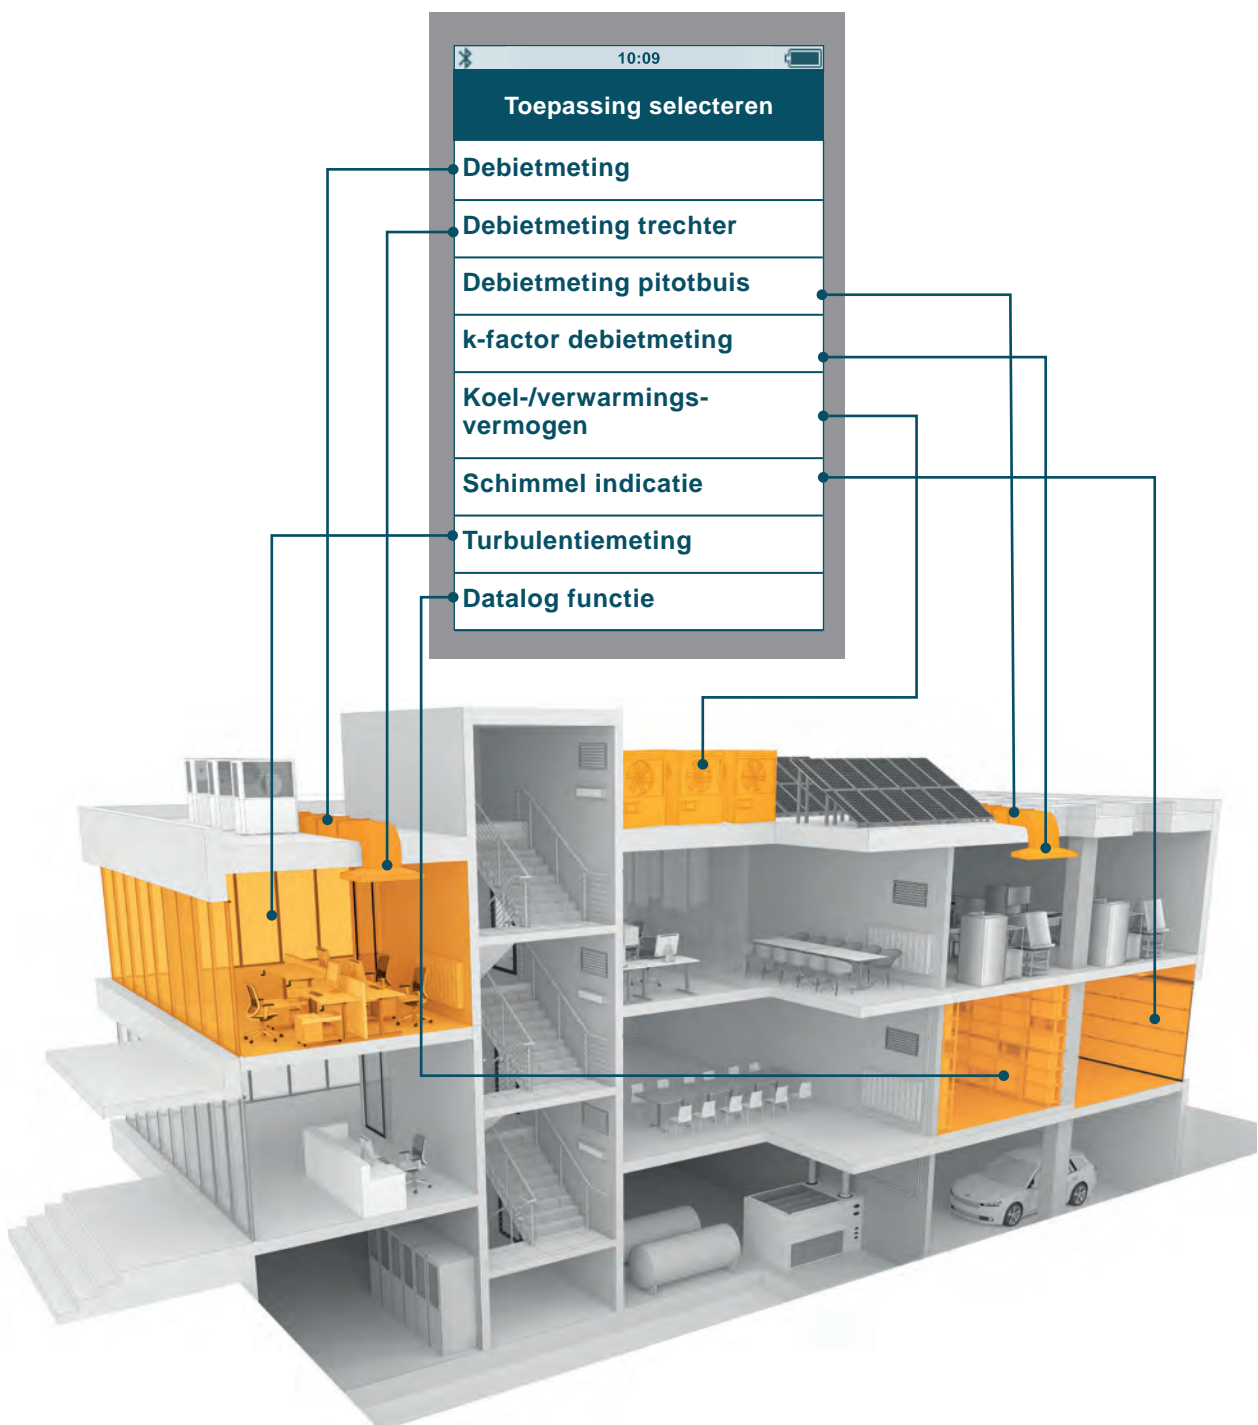 10:09
Toepassing selecteren
Debietmeting
Debietmeting trechter
Debietmeting pitotbuis
k-factor debietmeting
Koel-/verwarmings-
vermogen
Schimmel indicatie
Turbulentiemeting
Datalog functie